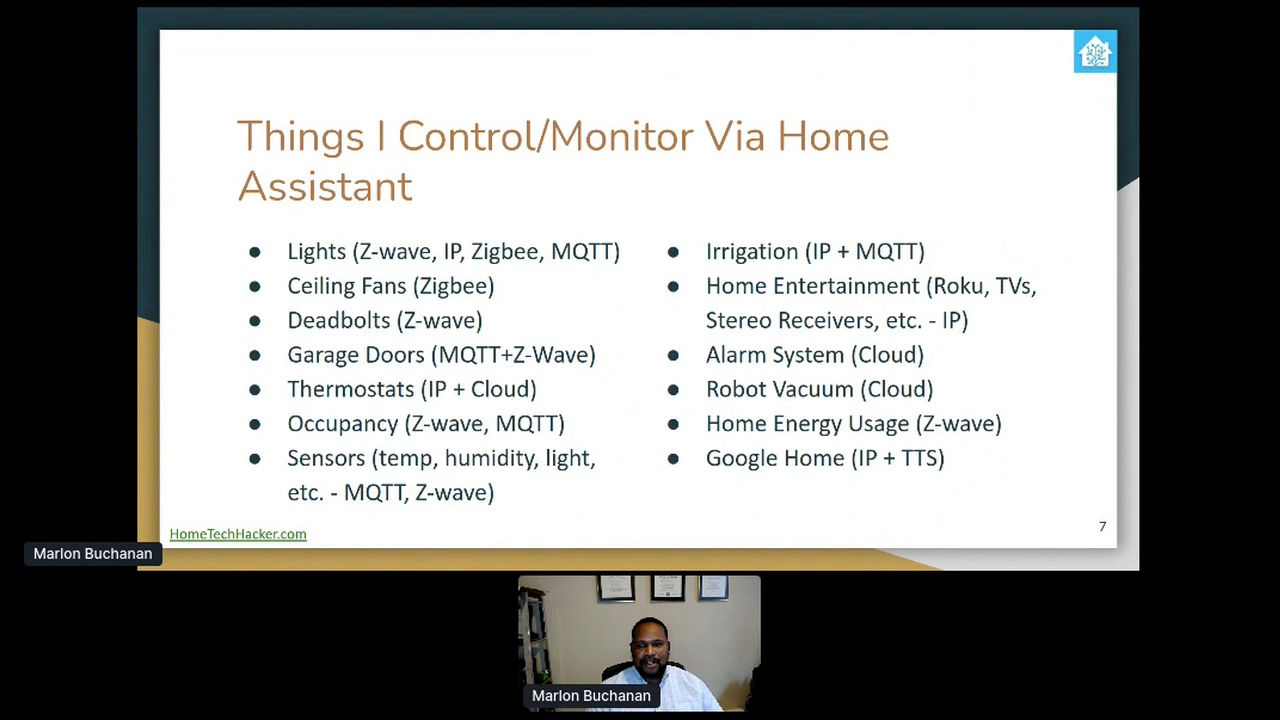 Things I Control/Monitor Via Home
Assistant
● Lights (Z-wave, IP, Zigbee, MQTT)
● Ceiling Fans (Zigbee)
● Deadbolts (Z-wave)
● Garage Doors (MQTT+Z-Wave)
● Thermostats (IP + Cloud)
● Occupancy (Z-wave, MQTT)
● Sensors (temp, humidity, light,
etc. - MQTT, Z-wave)
● Irrigation (IP + MQTT)
● Home Entertainment (Roku, TVs,
Stereo Receivers, etc. - IP)
● Alarm System (Cloud)
● Robot Vacuum (Cloud)
● Home Energy Usage (Z-wave)
● Google Home (IP + TTS)
HomeTechHacker.com
7
Marlon Buchanan
Marlon Buchanan